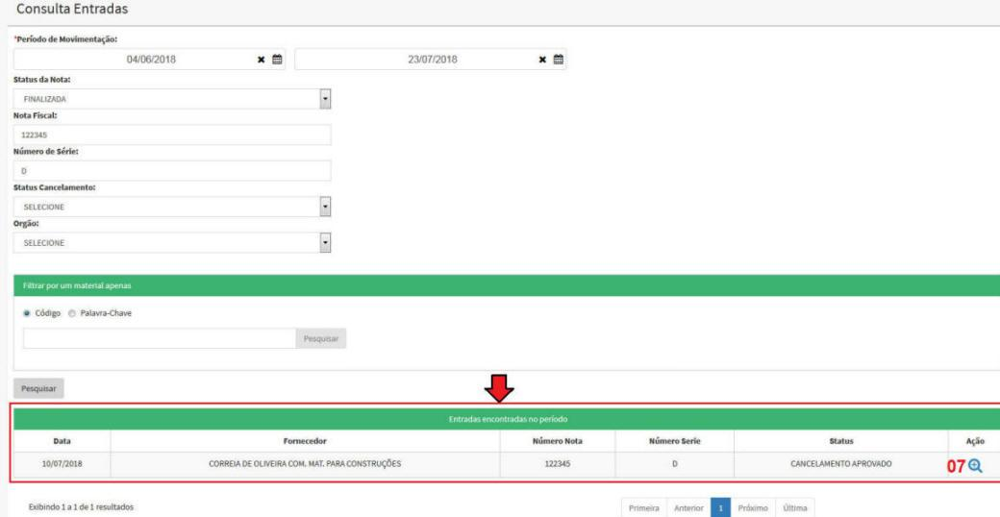 Consulta Entradas
*Período de Movimentação:
04/06/2018 23/07/2018
Status da Nota:
FINALIZADA
Nota Fiscal:
122345
Número de Série:
D
Status Cancelamento:
SELECIONE
Orgão:
SELECIONE
Filtrar por um material apenas
Código Palavra-Chave
Pesquisar
Pesquisar
Entradas encontradas no período
Data Fornecedor Número Nota Número Serie Status Ação
10/07/2018 CORREIA DE OLIVEIRA COM. MAT. PARA CONSTRUÇÕES 122345 D CANCELAMENTO APROVADO 07
Exibindo 1 a 1 de 1 resultados Primeira Anterior 1 Próximo Última